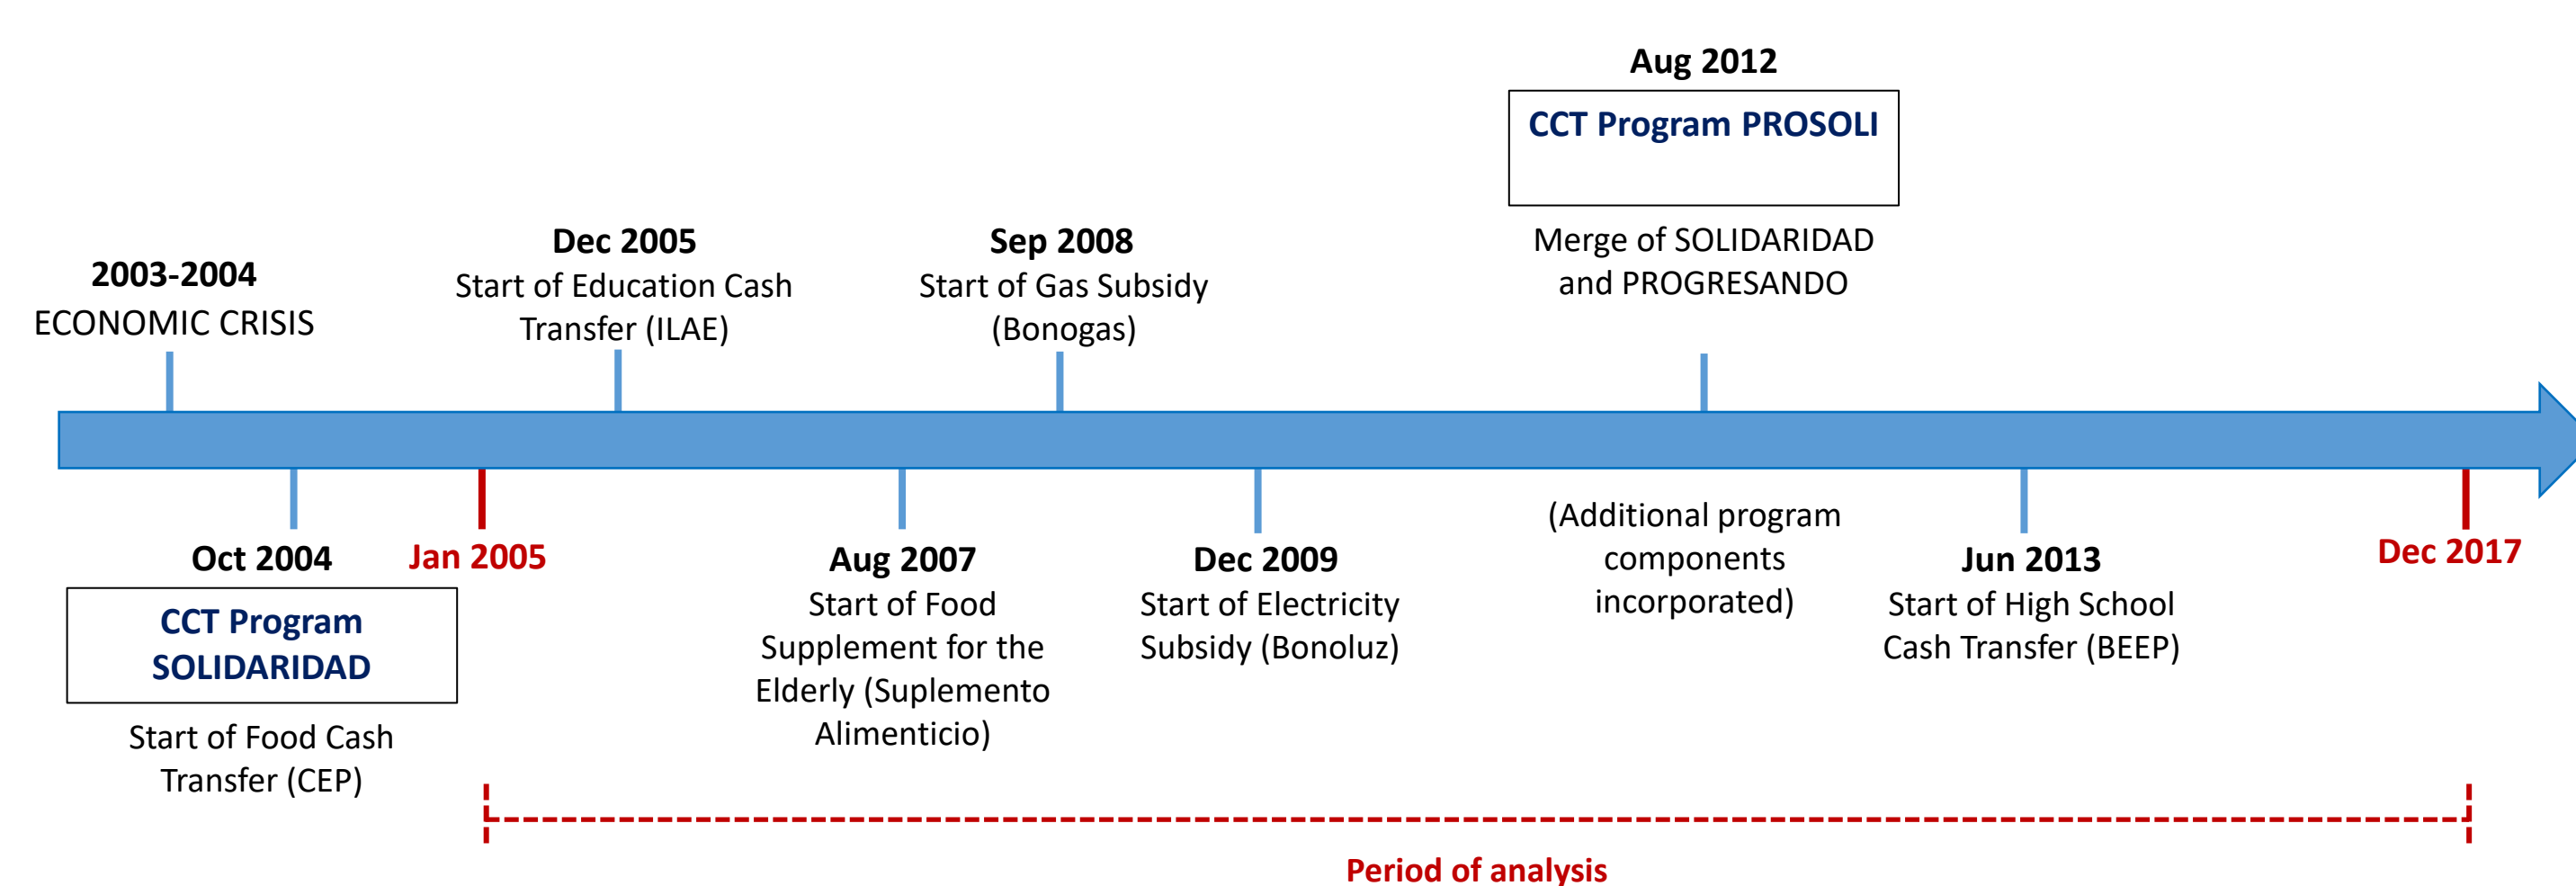 Aug 2012
CCT Program PROSOLI
Merge of SOLIDARIDAD
and PROGRESANDO
2003-2004
ECONOMIC CRISIS
Dec 2005
Start of Education Cash
Transfer (ILAE)
Sep 2008
Start of Gas Subsidy
(Bonogas)
Oct 2004
CCT Program
SOLIDARIDAD
Start of Food Cash
Transfer (CEP)
Jan 2005
Aug 2007
Start of Food
Supplement for the
Elderly (Suplemento
Alimenticio)
Dec 2009
Start of Electricity
Subsidy (Bonoluz)
(Additional program
components
incorporated)
Jun 2013
Start of High School
Cash Transfer (BEEP)
Dec 2017
Period of analysis